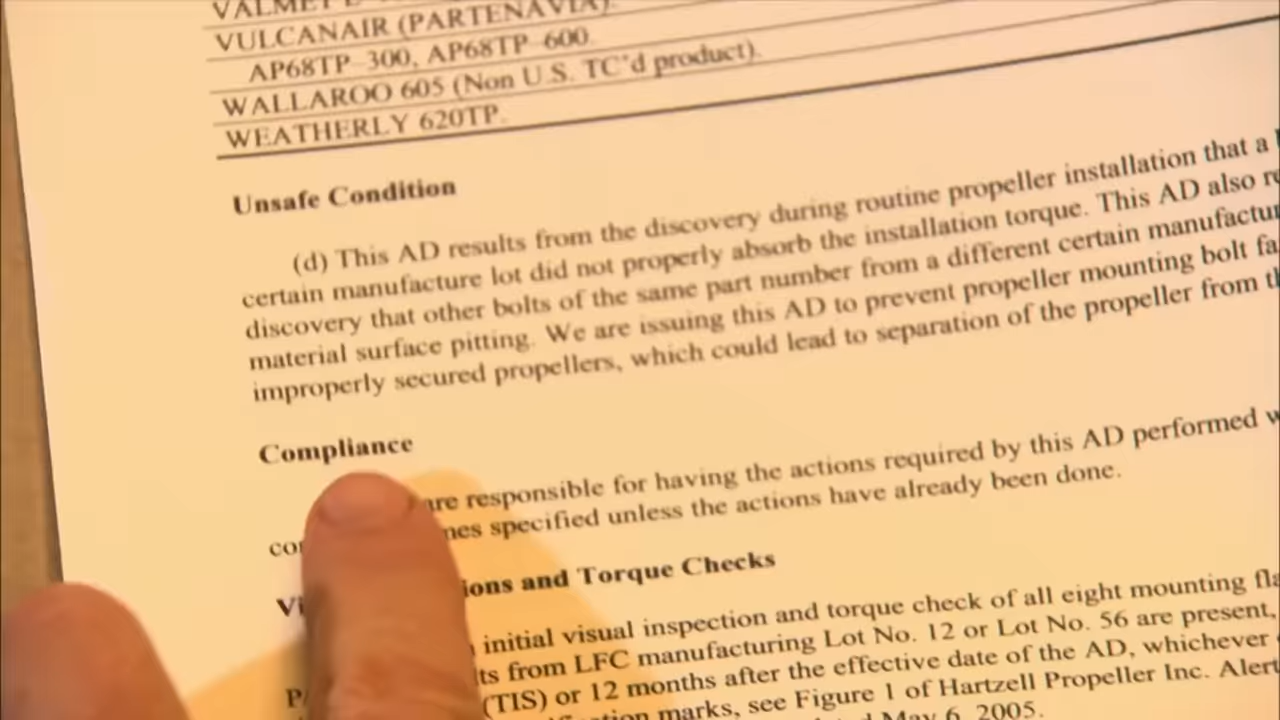 VALMET L
VULCANAIR (PARTENAVIA)
AP68TP 300, AP68TP 600
WALLAROO 605 (Non U.S. TC'd product).
WEATHERLY 620TP.
Unsafe Condition
(d) This AD results from the discovery during routine propeller installation that a
certain manufacture lot did not properly absorb the installation torque. This AD also
discovery that other bolts of the same part number from a different certain manufactu
material surface pitting. We are issuing this AD to prevent propeller mounting bolt fa
improperly secured propellers, which could lead to separation of the propeller from
Compliance
are responsible for having the actions required by this AD performed
specified unless the actions have already been done.
ions and Torque Checks
initial visual inspection and torque check of all eight mounting
ts from LFC manufacturing Lot No. 12 or Lot No. 56 are present,
(TIS) or 12 months after the effective date of the AD, whichever
marks, see Figure 1 of Hartzell Propeller Inc. Alert
May 6, 2005.